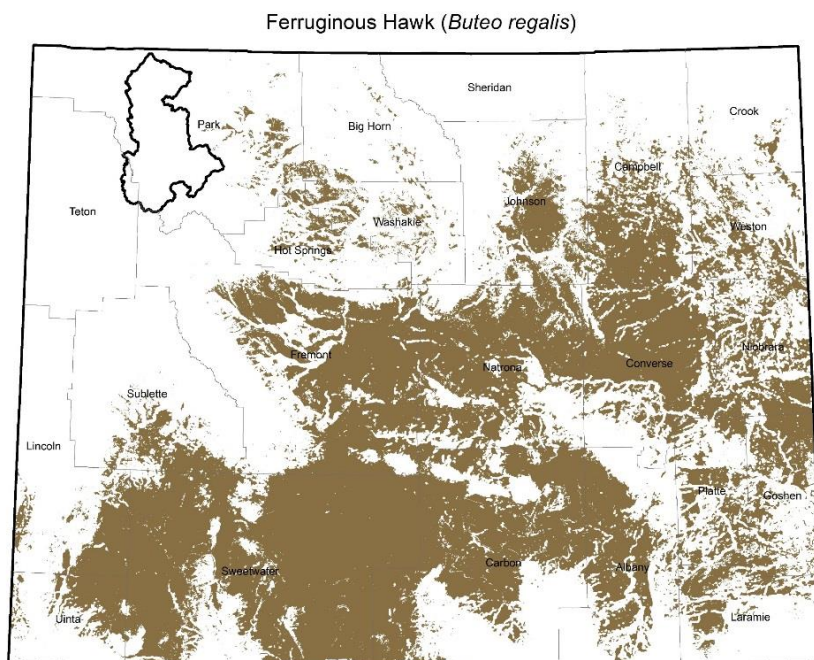 Ferruginous Hawk (Buteo regalis)
Sheridan
Crook
Park
Big Horn
Campbell
Teton
Johnson
Washakie
Weston
Hot Springs
Fremont
Natrona
Converse
Niobrara
Sublette
Lincoln
Platte
Goshen
Sweetwater
Carbon
Albany
Uinta
Laramie